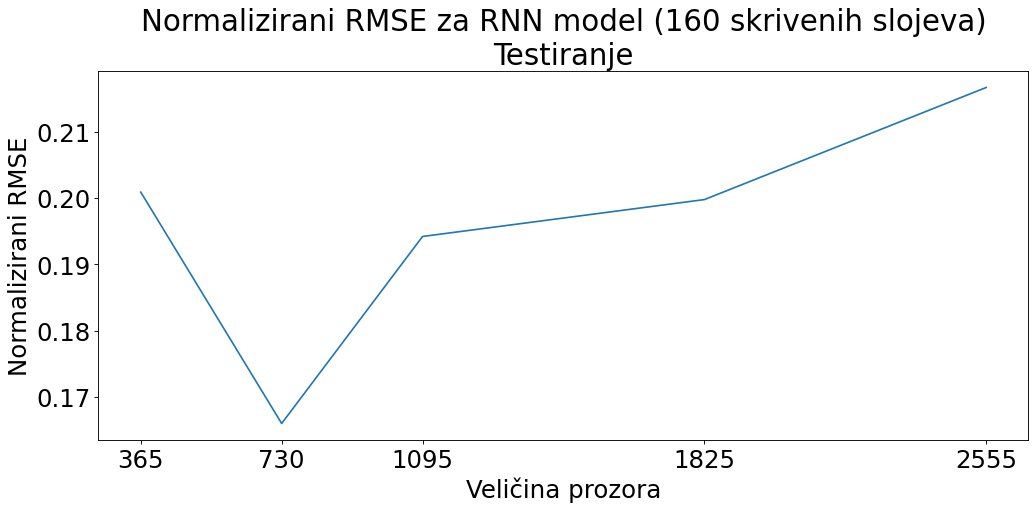 Normalizirani RMSE za RNN model (160 skrivenih slojeva)
Testiranje
Normalizirani RMSE
0.21
0.20
0.19
0.18
0.17
365 730 1095 1825 2555
Veličina prozora